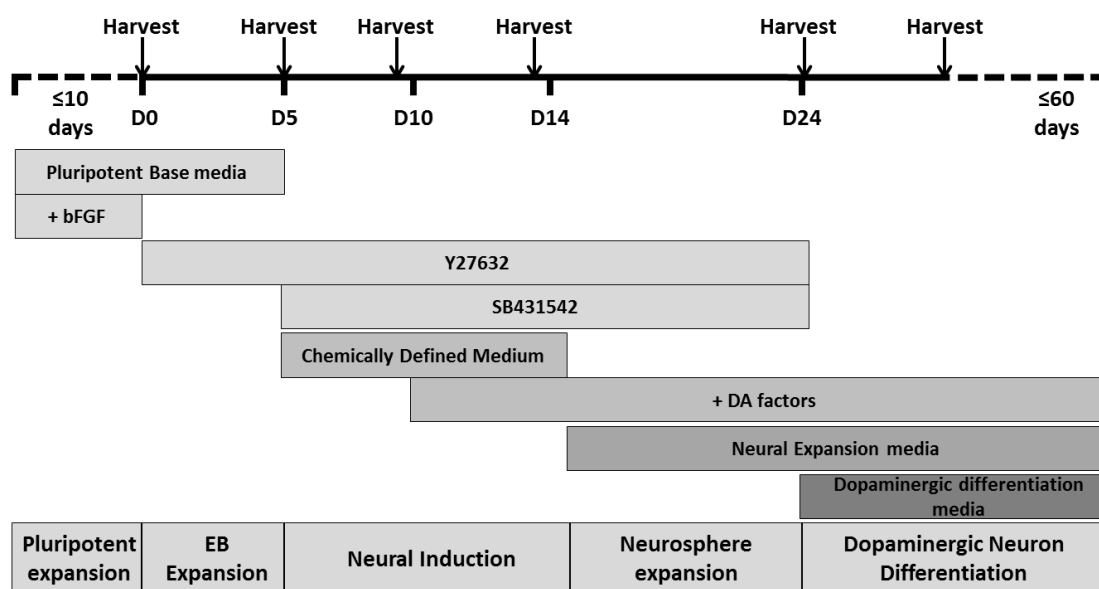 Harvest Harvest Harvest Harvest Harvest Harvest
≤10
days
D0 D5 D10 D14 D24
≤60
days
Pluripotent Base media
+ bFGF
Y27632
SB431542
Chemically Defined Medium
+ DA factors
Neural Expansion media
Dopaminergic differentiation
media
Pluripotent
expansion
EB
Expansion
Neural Induction
Neurosphere
expansion
Dopaminergic Neuron
Differentiation